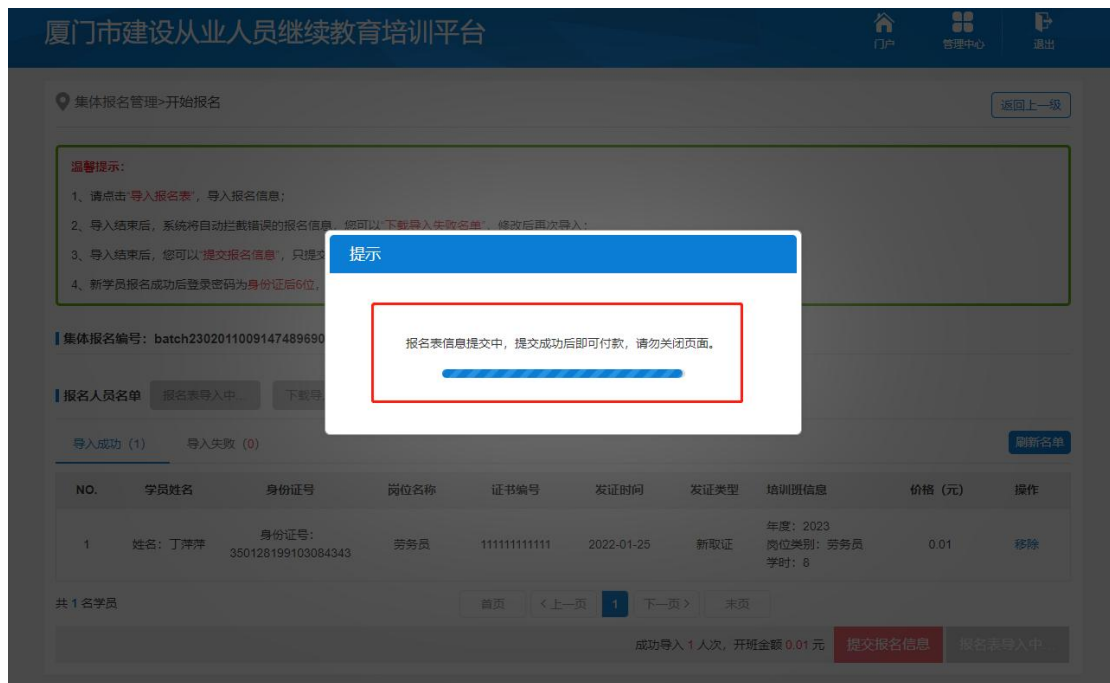 厦门市建设从业人员继续教育培训平台
门户 管理中心 退出
集体报名管理>开始报名 返回上一级
温馨提示：
1、请点击“导入报名表”，导入报名信息；
2、导入结束后，系统将自动拦截错误的报名信息，您可以“下载导入失败名单”，修改后再次导入；
3、导入结束后，您可以“提交报名信息”，只提交
4、新学员报名成功后登录密码为身份证后6位，
提示
报名表信息提交中，提交成功后即可付款，请勿关闭页面。
集体报名编号：batch2302011009147489690
报名人员名单 报名表导入中... 下载导
导入成功（1） 导入失败（0） 刷新名单
NO. 学员姓名 身份证号 岗位名称 证书编号 发证时间 发证类型 培训班信息 价格（元） 操作
1 姓名：丁萍萍 身份证号：350128199103084343 劳务员 111111111111 2022-01-25 新取证 年度：2023 岗位类别：劳务员 学时：8 0.01 移除
共 1 名学员 首页 <上一页 1 下一页> 末页
成功导入 1 人次，开班金额 0.01 元 提交报名信息 报名表导入中...